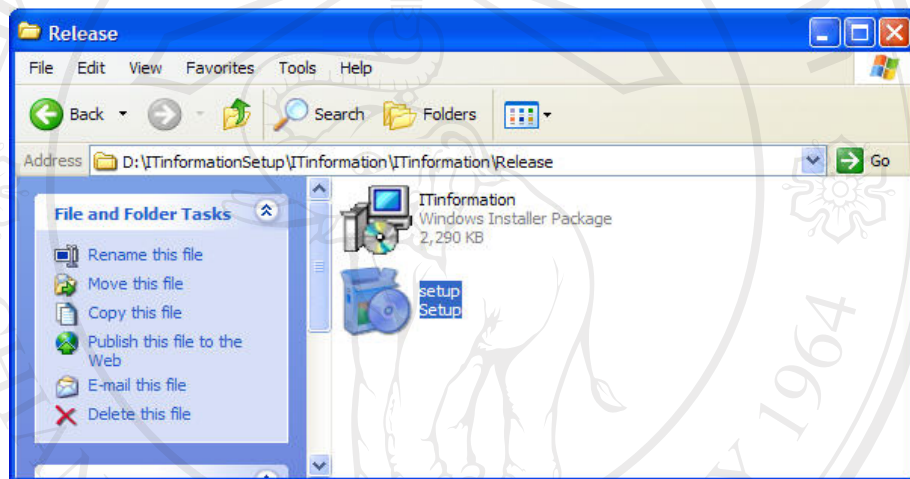 Release
File Edit View Favorites Tools Help
Back Search Folders
Address D:\ITinformationSetup\ITinformation\ITinformation\Release Go
File and Folder Tasks
Rename this file
Move this file
Copy this file
Publish this file to the
Web
E-mail this file
Delete this file
ITinformation
Windows Installer Package
2,290 KB
setup
Setup
1964